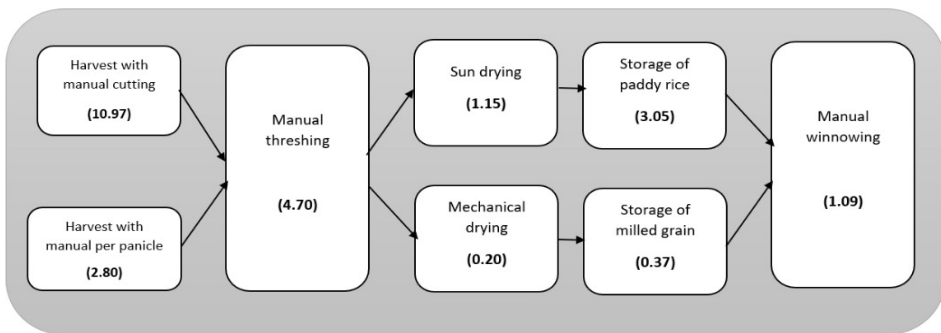 Harvest with
manual cutting
(10.97)
Harvest with
manual per panicle
(2.80)
Manual
threshing
(4.70)
Sun drying
(1.15)
Mechanical
drying
(0.20)
Storage of
paddy rice
(3.05)
Storage of
milled grain
(0.37)
Manual
winnowing
(1.09)